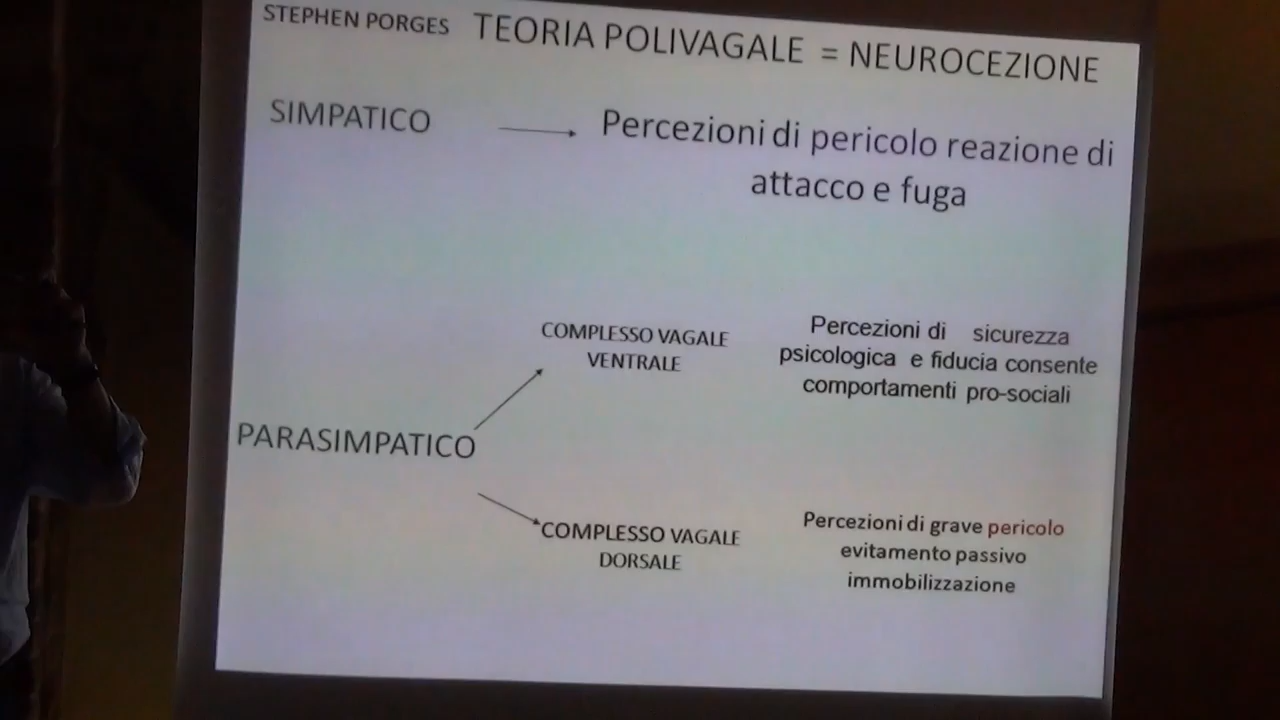 STEPHEN PORGES TEORIA POLIVAGALE = NEUROCEZIONE
SIMPATICO
Percezioni di pericolo reazione di
attacco e fuga
COMPLESSO VAGALE
VENTRALE
Percezioni di sicurezza
psicologica e fiducia consente
comportamenti pro-sociali
PARASIMPATICO
COMPLESSO VAGALE
DORSALE
Percezioni di grave pericolo
evitamento passivo
immobilizzazione